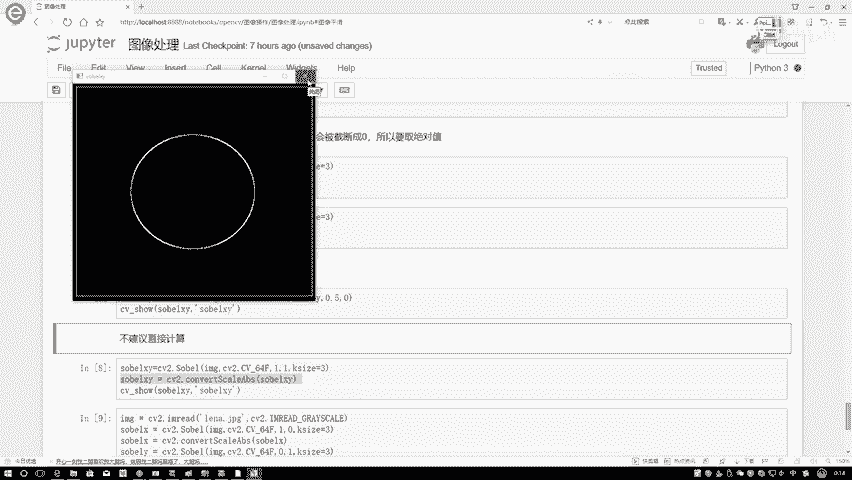 图像处理
http://localhost:8888/notebooks/opencv/图像操作/图像处理.ipynb#图像平滑
点此搜索
jupyter 图像处理 Last Checkpoint: 7 hours ago (unsaved changes)
Logout
File Edit View Insert Cell Kernel Widgets Help
Trusted
Python 3
会被截断成0，所以要取绝对值
e=3)
e=3)
,0.5,0)
cv_show(sobelxy,'sobelxy')
不建议直接计算
In [8]: sobelxy=cv2.Sobel(img,cv2.CV_64F,1,1,ksize=3)
sobelxy = cv2.convertScaleAbs(sobelxy)
cv_show(sobelxy,'sobelxy')
In [9]: img = cv2.imread('lena.jpg',cv2.IMREAD_GRAYSCALE)
sobelx = cv2.Sobel(img,cv2.CV_64F,1,0,ksize=3)
sobelx = cv2.convertScaleAbs(sobelx)
sobely = cv2.Sobel(img,cv2.CV_64F,0,1,ksize=3)